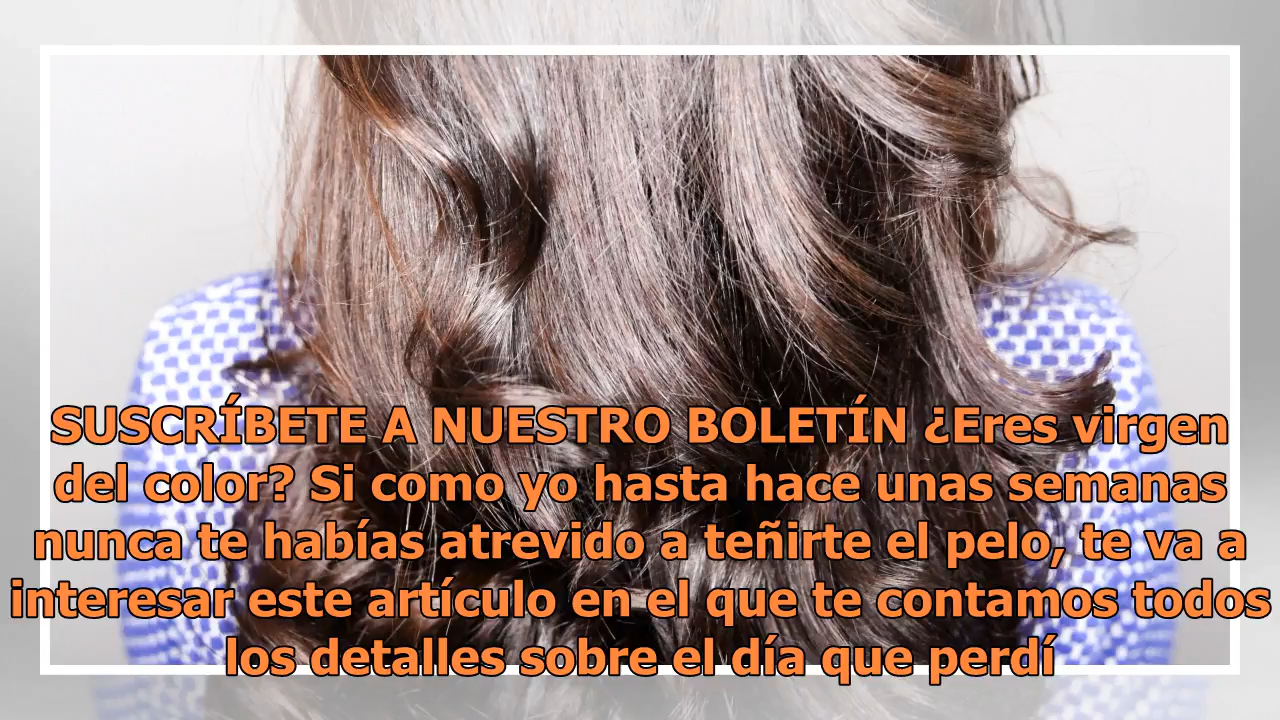 SUSCRÍBETE A NUESTRO BOLETÍN ¿Eres virgen
del color? Si como yo hasta hace unas semanas
nunca te habías atrevido a teñirte el pelo, te va a
interesar este artículo en el que te contamos todos
los detalles sobre el día que perdí